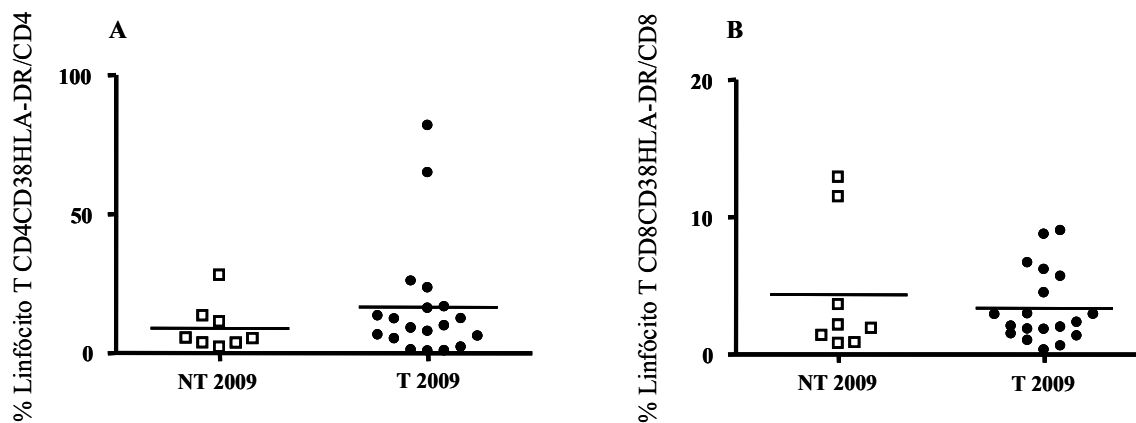 A
% Linfócito T CD4CD38HLA-DR/CD4
100
50
0
NT 2009
T 2009
B
% Linfócito T CD8CD38HLA-DR/CD8
20
10
0
NT 2009
T 2009